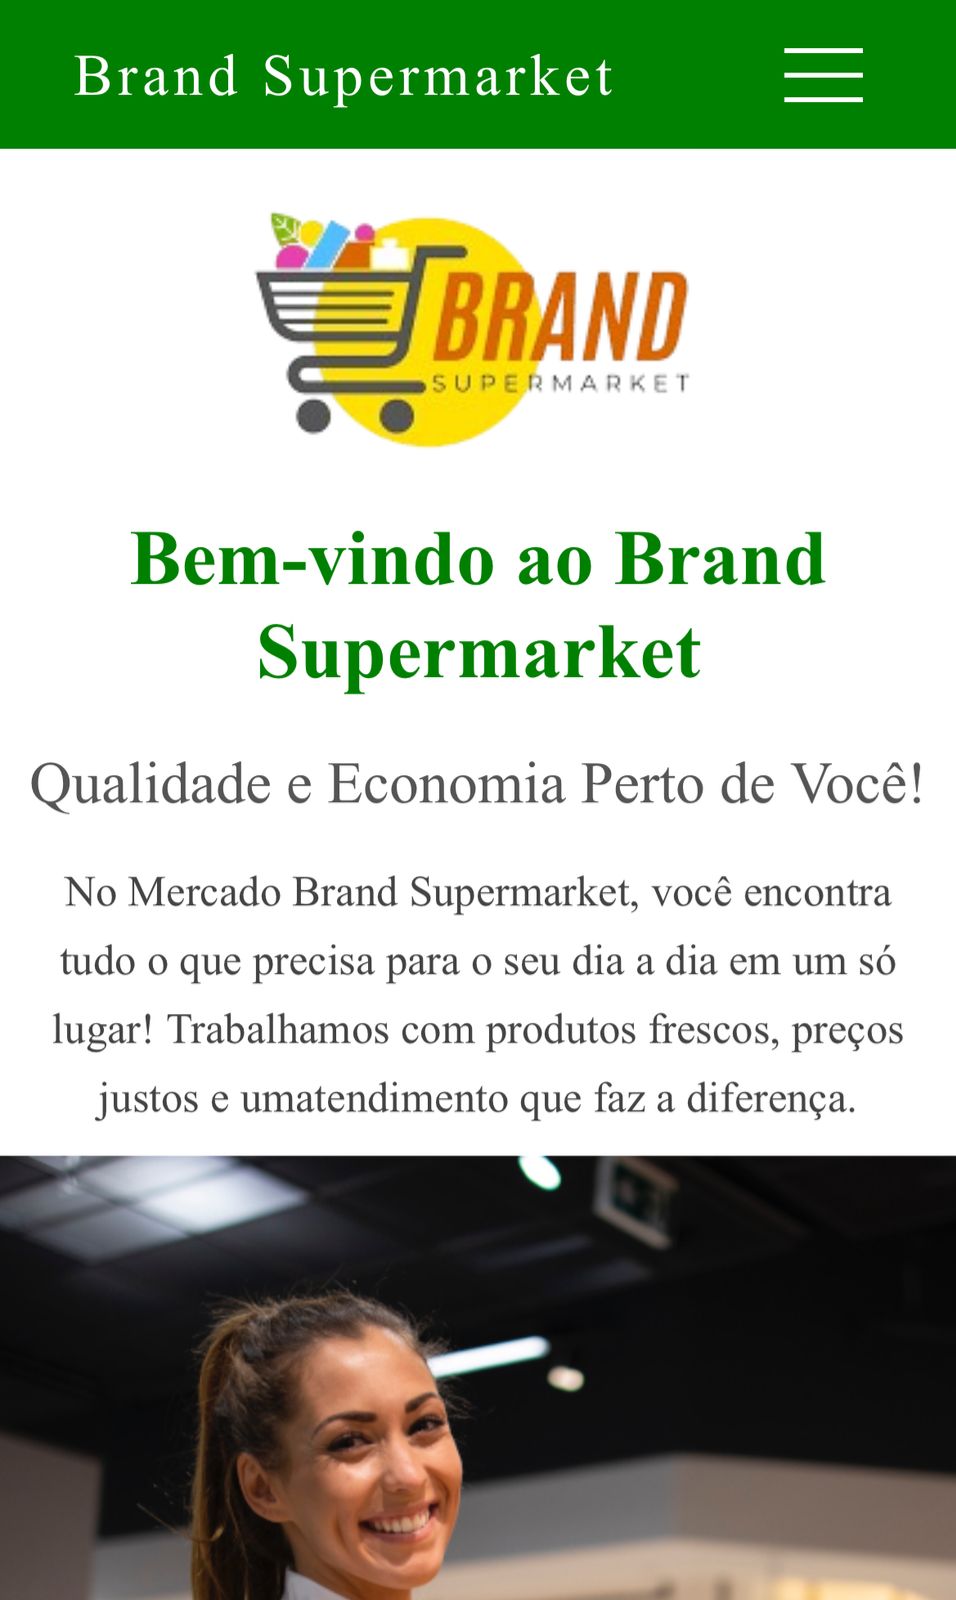 Brand Supermarket
BRAND
SUPERMARKET
Bem-vindo ao Brand
Supermarket
Qualidade e Economia Perto de Você!
No Mercado Brand Supermarket, você encontra
tudo o que precisa para o seu dia a dia em um só
lugar! Trabalhamos com produtos frescos, preços
justos e umatendimento que faz a diferença.